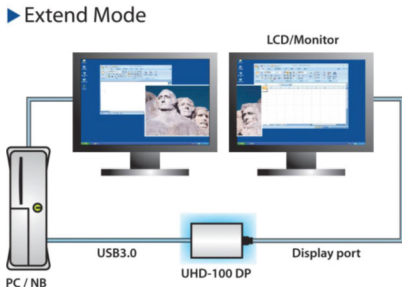 ▶ Extend Mode
LCD/Monitor
USB3.0
Display port
UHD-100 DP
PC / NB